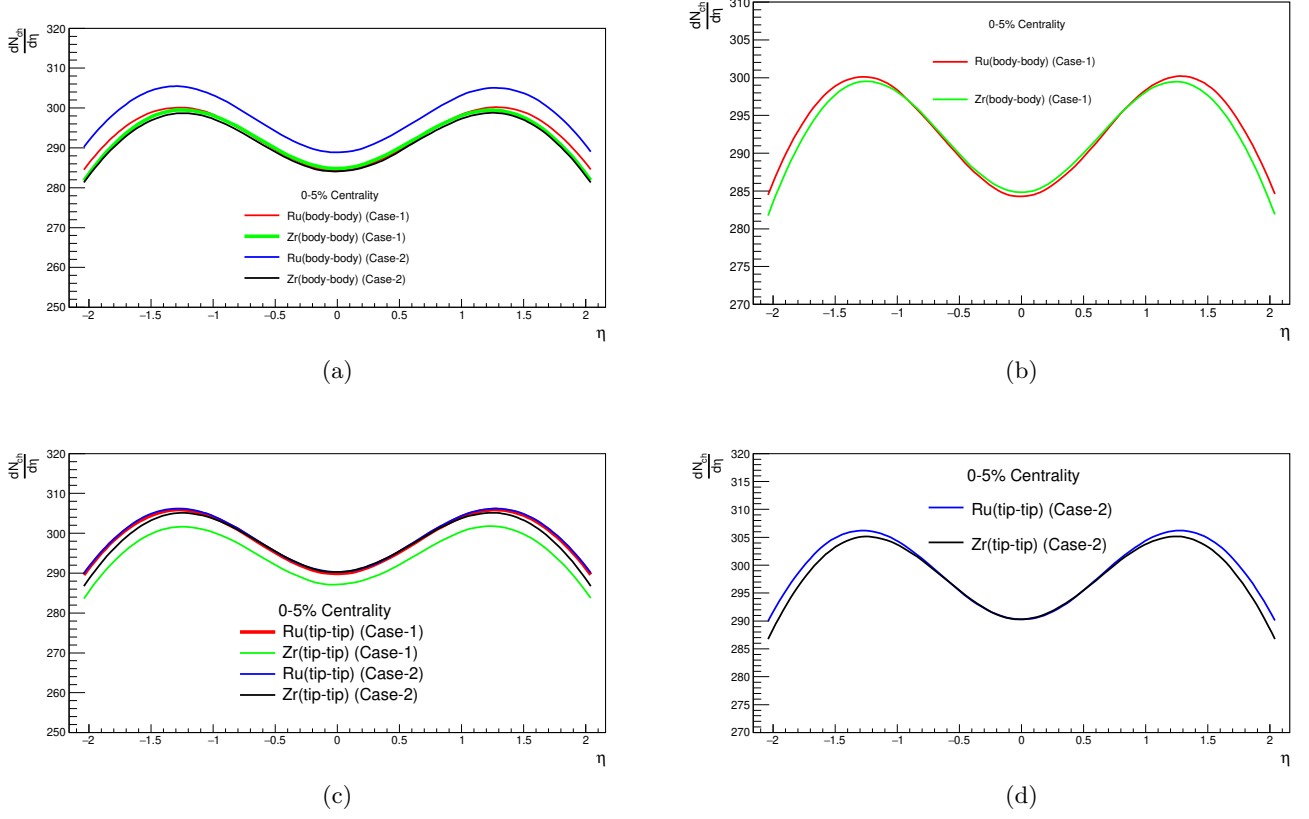 dN_ch
dη
320
310
300
290
280
270
260
250
0-5% Centrality
Ru(body-body) (Case-1)
Zr(body-body) (Case-1)
Ru(body-body) (Case-2)
Zr(body-body) (Case-2)
−2 −1.5 −1 −0.5 0 0.5 1 1.5 2
η
(a)
dN_ch
dη
310
305
300
295
290
285
280
275
270
0-5% Centrality
Ru(body-body) (Case-1)
Zr(body-body) (Case-1)
−2 −1.5 −1 −0.5 0 0.5 1 1.5 2
η
(b)
dN_ch
dη
320
310
300
290
280
270
260
250
0-5% Centrality
Ru(tip-tip) (Case-1)
Zr(tip-tip) (Case-1)
Ru(tip-tip) (Case-2)
Zr(tip-tip) (Case-2)
−2 −1.5 −1 −0.5 0 0.5 1 1.5 2
η
(c)
dN_ch
dη
320
315
310
305
300
295
290
285
280
275
270
0-5% Centrality
Ru(tip-tip) (Case-2)
Zr(tip-tip) (Case-2)
−2 −1.5 −1 −0.5 0 0.5 1 1.5 2
η
(d)